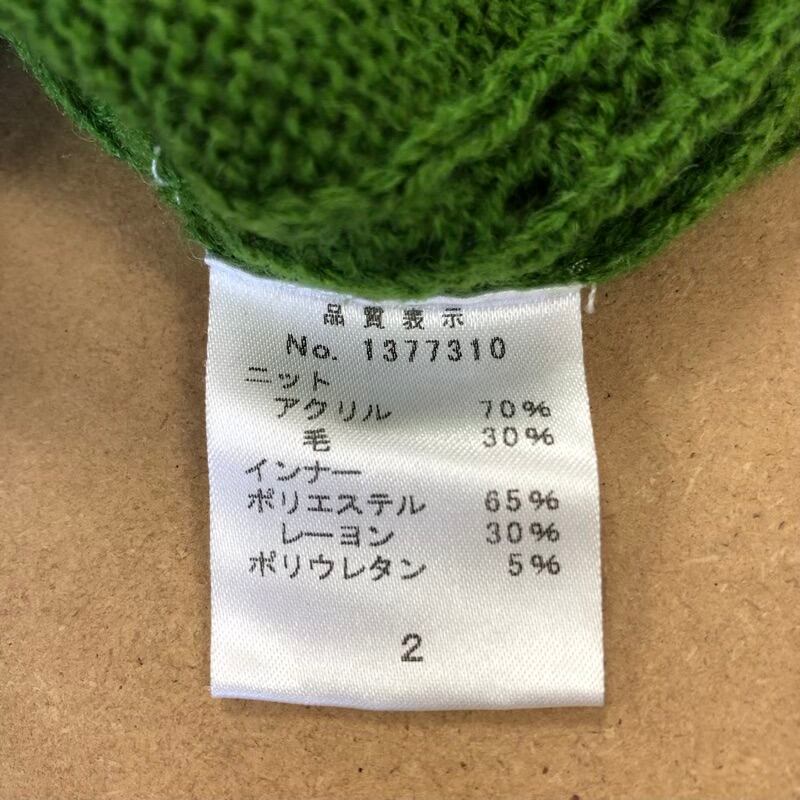 品質表示
No. 1377310
ニット
アクリル 70%
毛 30%
インナー
ポリエステル 65%
レーヨン 30%
ポリウレタン 5%
2